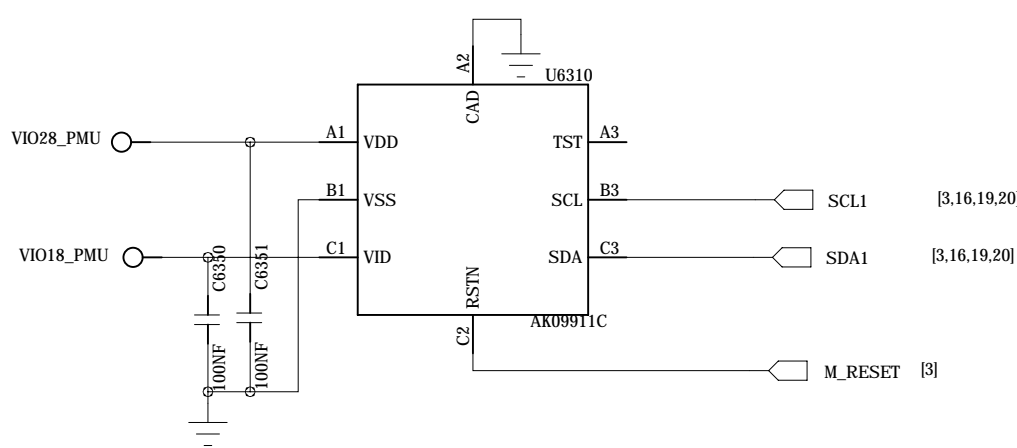 A2
U6310
CAD
VIO28_PMU
A1
VDD
TST
A3
B1
VSS
SCL
B3
SCL1
[3,16,19,20]
VIO18_PMU
C1
VID
SDA
C3
SDA1
[3,16,19,20]
C6350
C6351
RSTN
AK09911C
C2
100NF
100NF
M_RESET
[3]